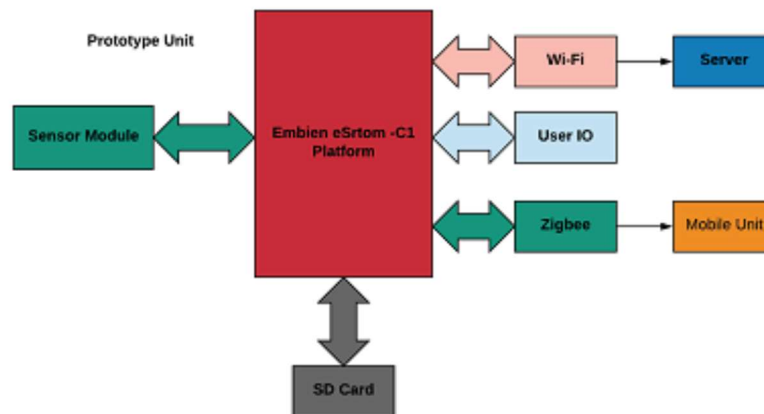 Prototype Unit
Wi-Fi
Server
Sensor Module
Embien eSrtom -C1
Platform
User IO
Zigbee
Mobile Unit
SD Card